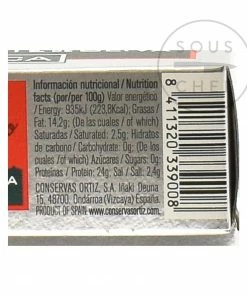 SOUS
CHEF
Información nutricional / Nutrition
facts (por/per 100g) Valor energético
/ Energy: 935kJ (223,8Kcal), Grasas /
Fat: 14,2g; (De las cuales / of which)
Saturadas / Saturated: 2,5g; Hidratos
de carbono / Carbohydrate: 0g; (De los
cuales / of which) Azúcares / Sugars: 0g;
Proteínas / Proteins: 24g; Sal / Salt: 2,4g
CONSERVAS ORTIZ, S.A. Iñaki Deuna
15, 48700. Ondárroa (Vizcaya) España.
PRODUCT OF SPAIN www.conservasortiz.com
8 411320 339008